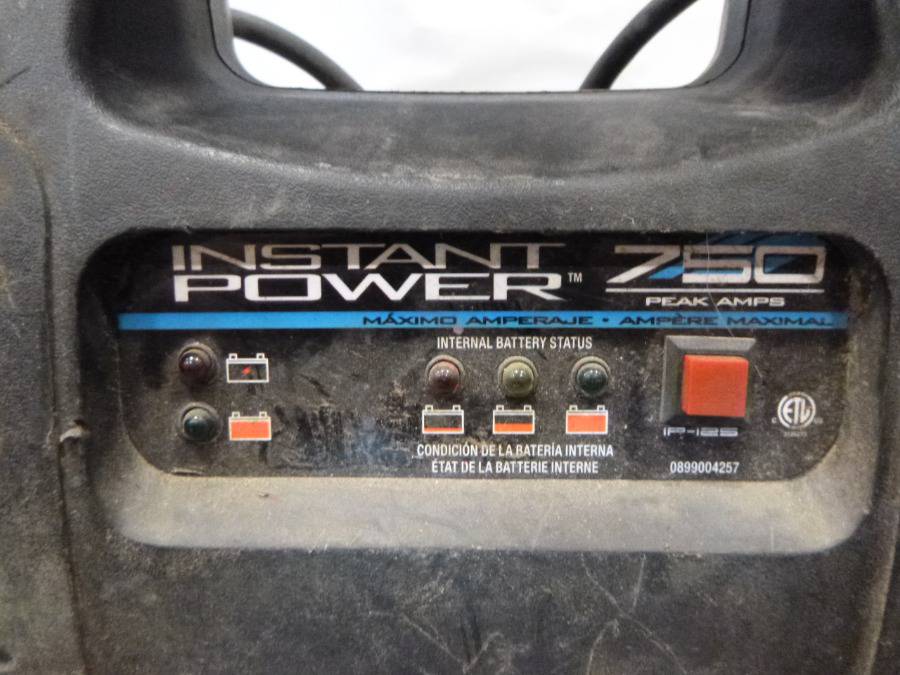 INSTANT
POWER™
750
PEAK AMPS
MÁXIMO AMPERAJE • AMPÈRE MAXIMAL
INTERNAL BATTERY STATUS
CONDICIÓN DE LA BATERÍA INTERNA
ÉTAT DE LA BATTERIE INTERNE
IP-125
0899004257
ETL